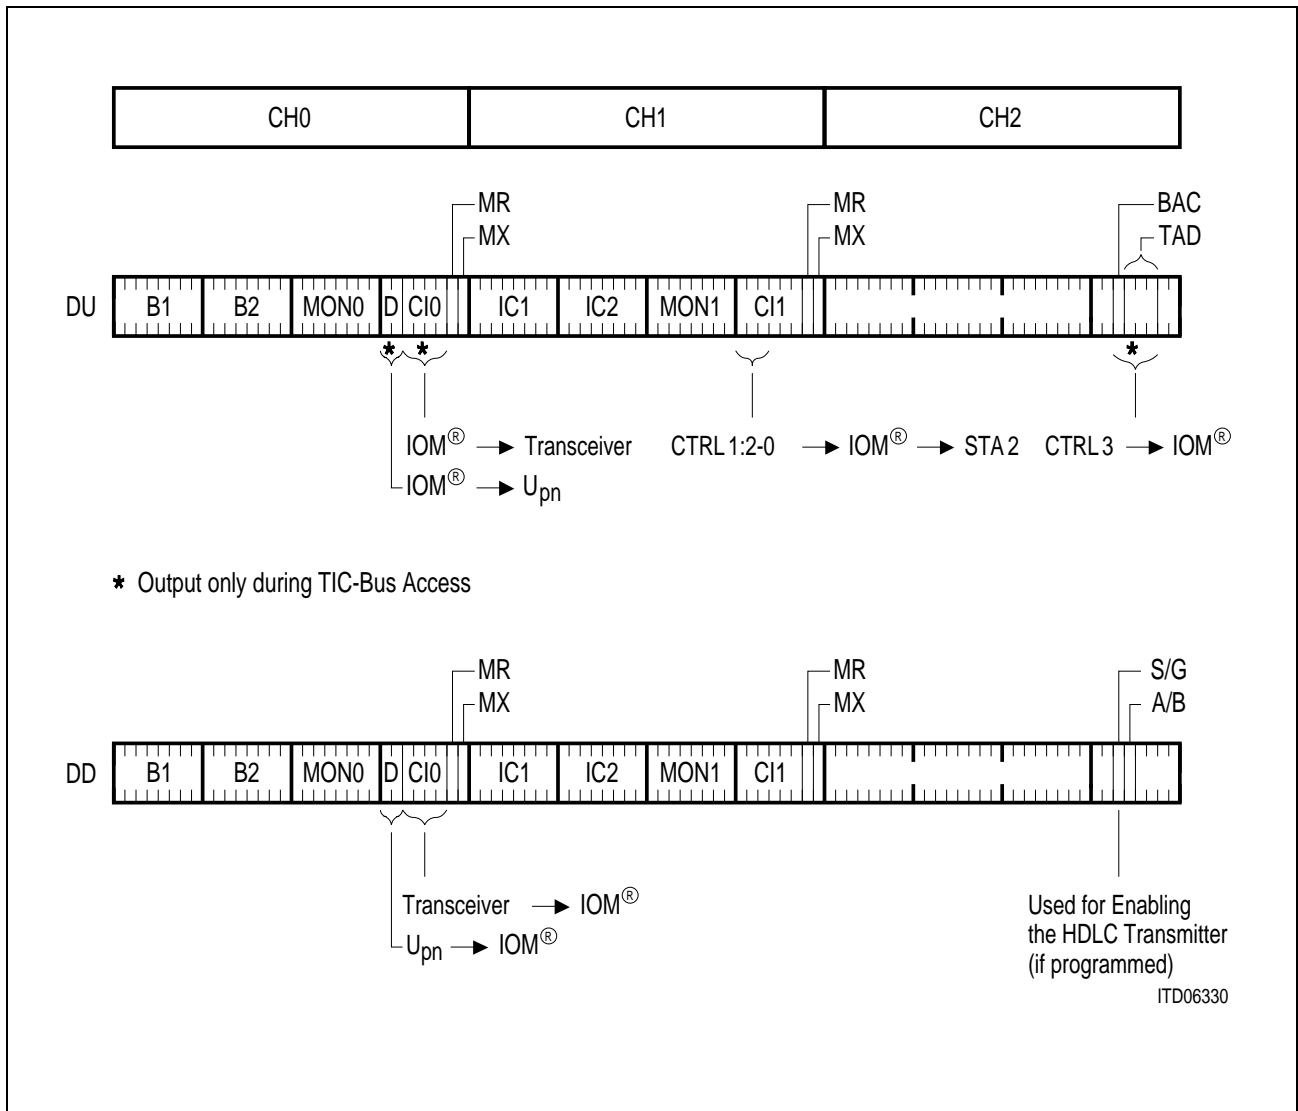 CH0 CH1 CH2
MR MR BAC
MX MX TAD
DU B1 B2 MON0 D CI0 IC1 IC2 MON1 CI1
* * *
IOM® Transceiver CTRL 1:2-0 IOM® STA 2 CTRL 3 IOM®
IOM® Upn
* Output only during TIC-Bus Access
MR MR S/G
MX MX A/B
DD B1 B2 MON0 D CI0 IC1 IC2 MON1 CI1
Transceiver IOM®
Upn IOM®
Used for Enabling
the HDLC Transmitter
(if programmed)
ITD06330